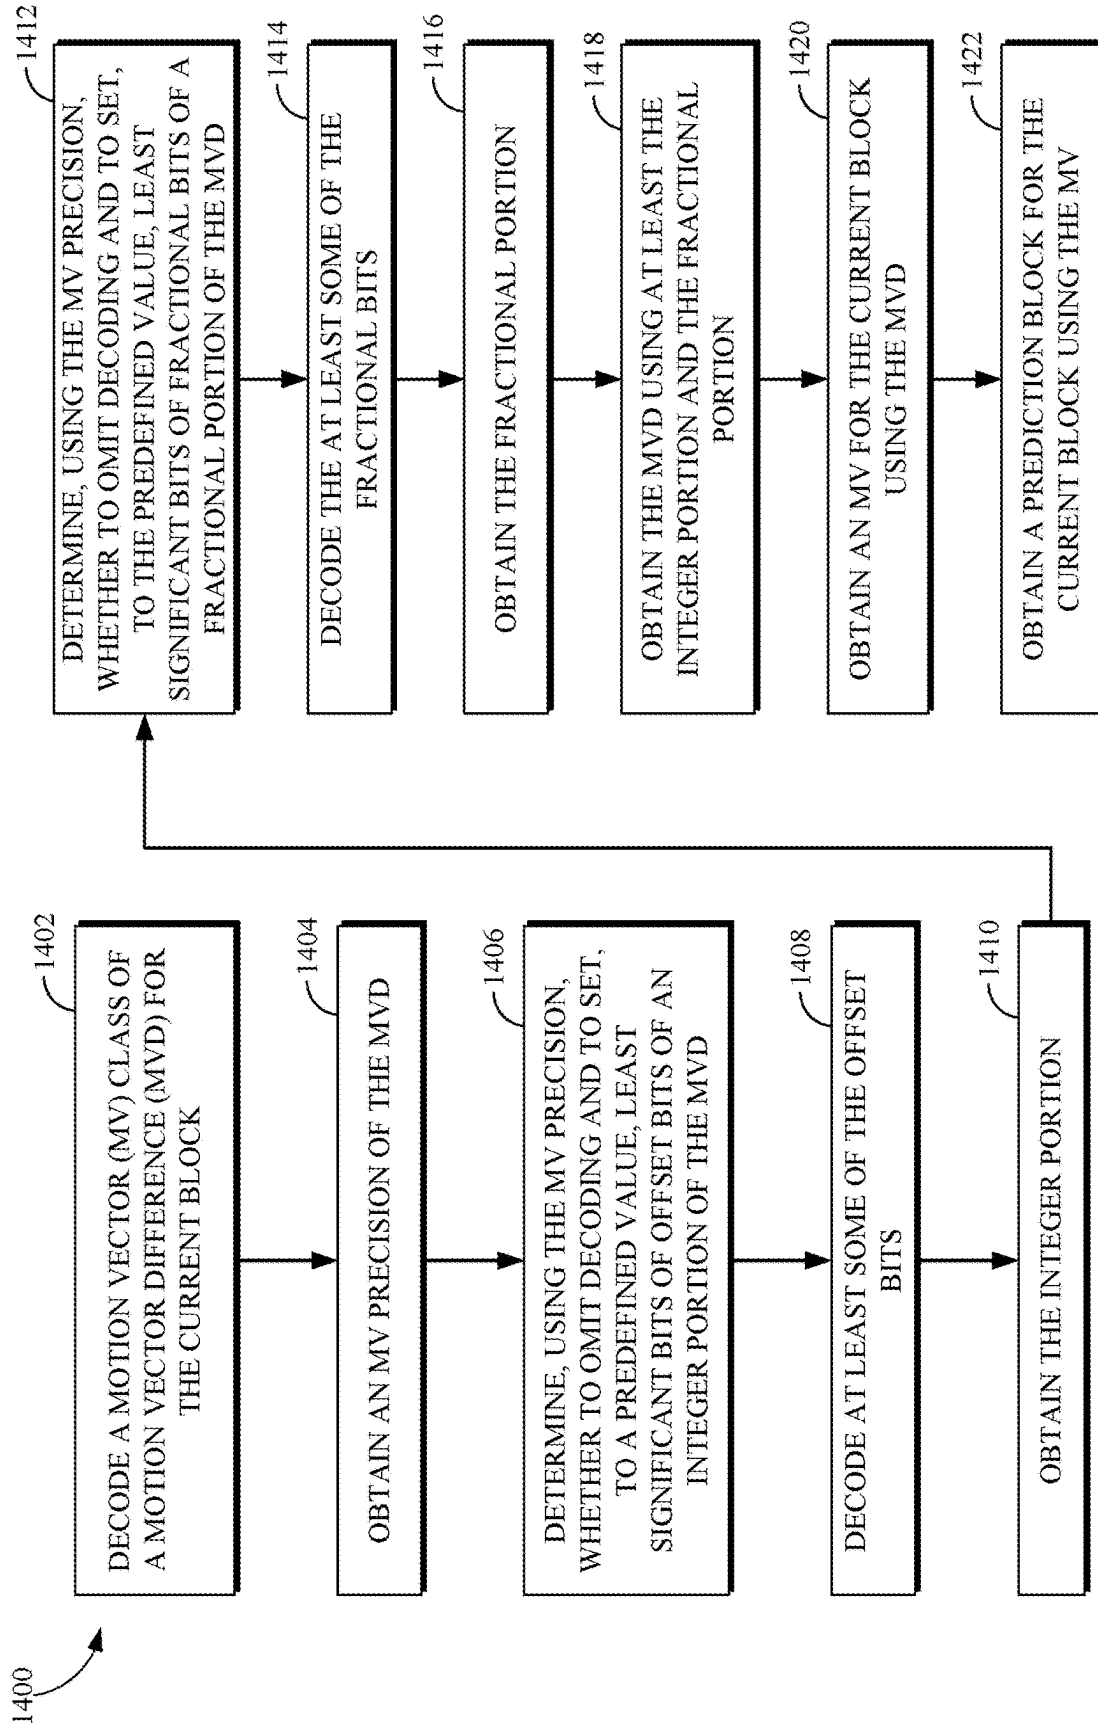 1400
1402
DECODE A MOTION VECTOR (MV) CLASS OF
A MOTION VECTOR DIFFERENCE (MVD) FOR
THE CURRENT BLOCK
1404
OBTAIN AN MV PRECISION OF THE MVD
1406
DETERMINE, USING THE MV PRECISION,
WHETHER TO OMIT DECODING AND TO SET,
TO A PREDEFINED VALUE, LEAST
SIGNIFICANT BITS OF OFFSET BITS OF AN
INTEGER PORTION OF THE MVD
1408
DECODE AT LEAST SOME OF THE OFFSET
BITS
1410
OBTAIN THE INTEGER PORTION
1412
DETERMINE, USING THE MV PRECISION,
WHETHER TO OMIT DECODING AND TO SET,
TO THE PREDEFINED VALUE, LEAST
SIGNIFICANT BITS OF FRACTIONAL BITS OF A
FRACTIONAL PORTION OF THE MVD
1414
DECODE THE AT LEAST SOME OF THE
FRACTIONAL BITS
1416
OBTAIN THE FRACTIONAL PORTION
1418
OBTAIN THE MVD USING AT LEAST THE
INTEGER PORTION AND THE FRACTIONAL
PORTION
1420
OBTAIN AN MV FOR THE CURRENT BLOCK
USING THE MVD
1422
OBTAIN A PREDICTION BLOCK FOR THE
CURRENT BLOCK USING THE MV